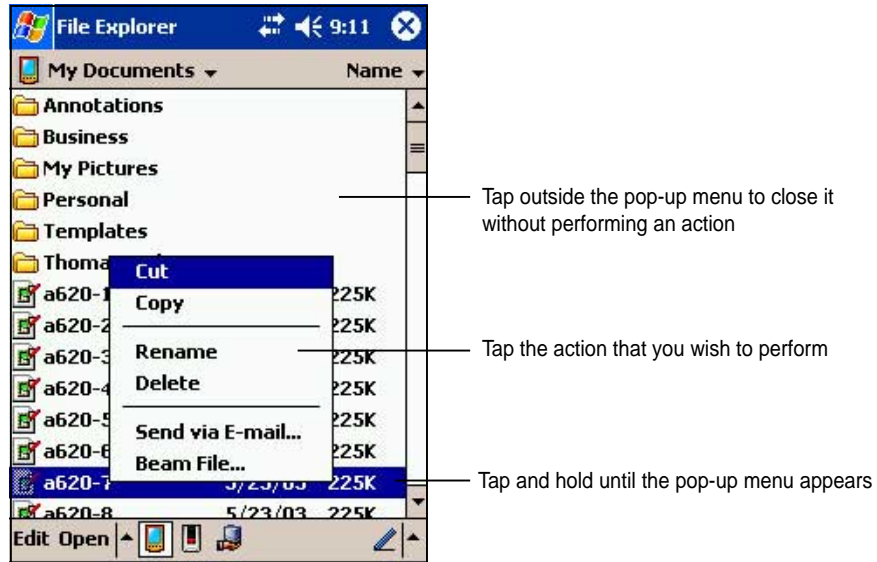 File Explorer 9:11
My Documents Name
Annotations
Business
My Pictures
Personal
Templates
Thoma
Cut
Copy
Rename
Delete
Send via E-mail...
Beam File...
a620-1 225K
a620-2 225K
a620-3 225K
a620-4 225K
a620-5 225K
a620-6 225K
a620-7 5/23/03 225K
a620-8 5/23/03 225K
Edit Open
Tap outside the pop-up menu to close it
without performing an action
Tap the action that you wish to perform
Tap and hold until the pop-up menu appears